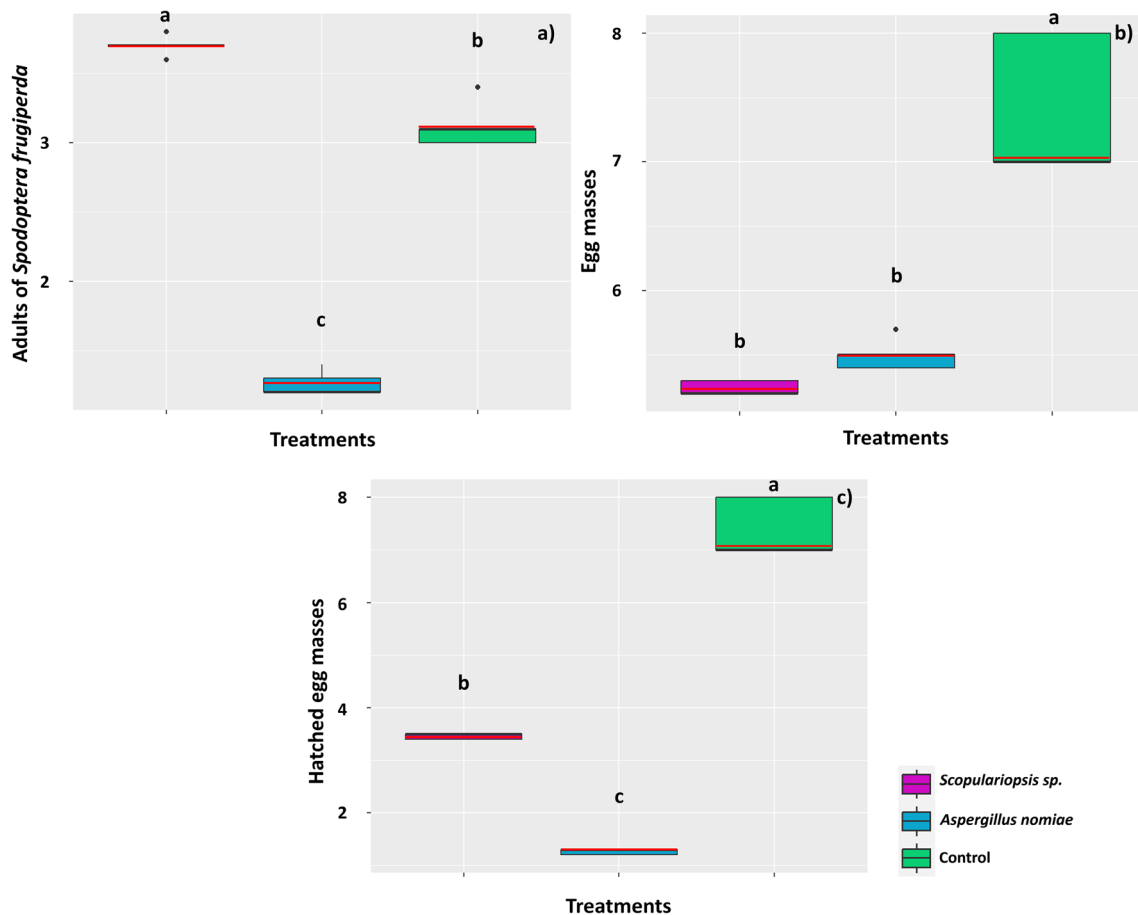 a
b
a)
3
2
c
Adults of Spodoptera frugiperda
Treatments
8
7
6
a
b)
b
b
Egg masses
Treatments
8
6
4
2
a
c)
b
c
Hatched egg masses
Treatments
Scopulariopsis sp.
Aspergillus nomiae
Control